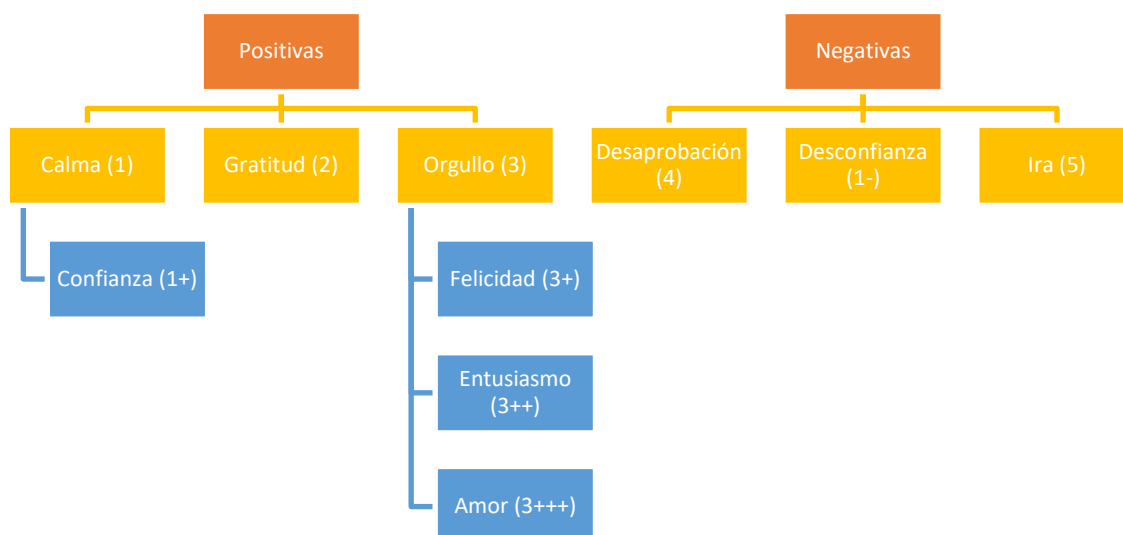 Positivas
Negativas
Calma (1)
Gratitud (2)
Orgullo (3)
Desaprobación
(4)
Desconfianza
(1-)
Ira (5)
Confianza (1+)
Felicidad (3+)
Entusiasmo
(3++)
Amor (3+++)